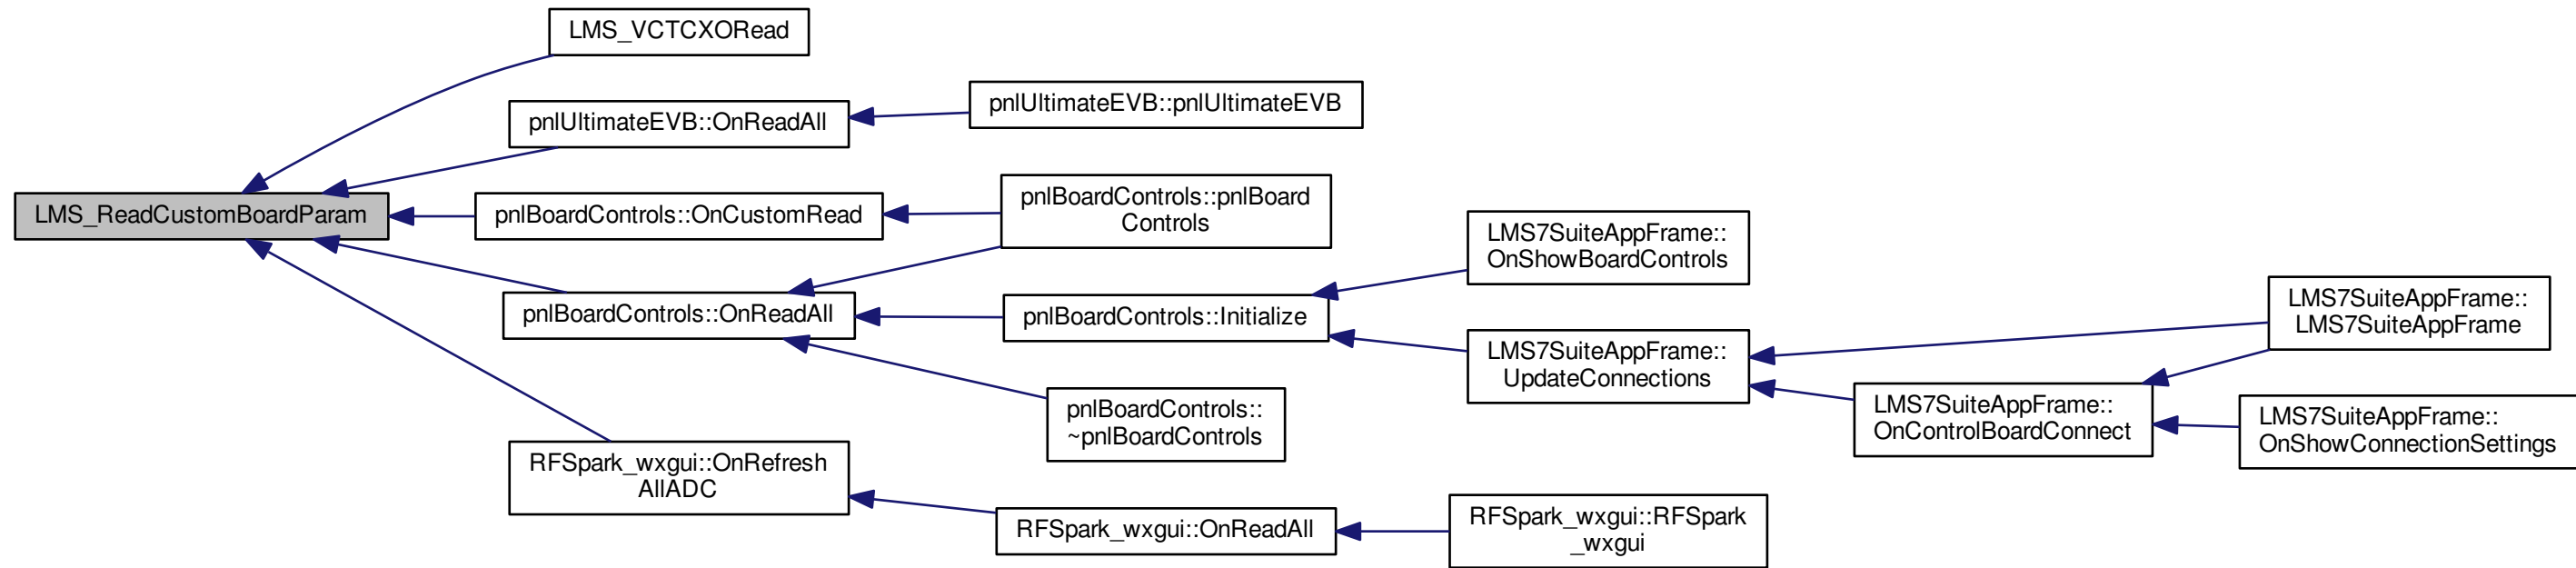 LMS_VCTCXORead
pnlUltimateEVB::OnReadAll
pnlUltimateEVB::pnlUltimateEVB
LMS_ReadCustomBoardParam
pnlBoardControls::OnCustomRead
pnlBoardControls::pnlBoard
Controls
pnlBoardControls::OnReadAll
pnlBoardControls::Initialize
LMS7SuiteAppFrame::
OnShowBoardControls
LMS7SuiteAppFrame::
UpdateConnections
LMS7SuiteAppFrame::
LMS7SuiteAppFrame
LMS7SuiteAppFrame::
OnControlBoardConnect
LMS7SuiteAppFrame::
OnShowConnectionSettings
pnlBoardControls::
~pnlBoardControls
RFSpark_wxgui::OnRefresh
AllADC
RFSpark_wxgui::OnReadAll
RFSpark_wxgui::RFSpark
_wxgui